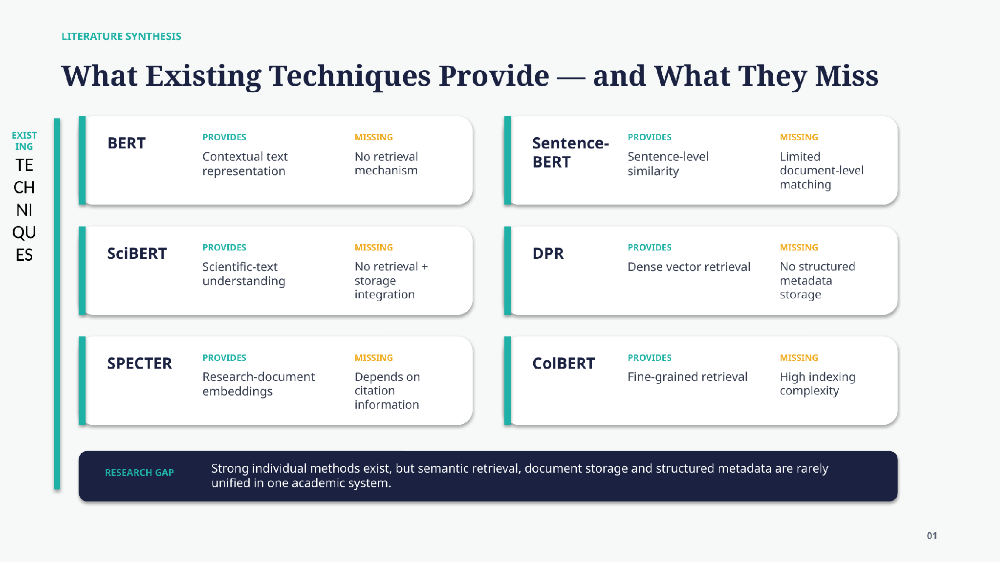 LITERATURE SYNTHESIS
What Existing Techniques Provide — and What They Miss
EXIST
ING
TE
CH
NI
QU
ES
BERT
PROVIDES
Contextual text
representation
MISSING
No retrieval
mechanism
Sentence-
BERT
PROVIDES
Sentence-level
similarity
MISSING
Limited
document-level
matching
SciBERT
PROVIDES
Scientific-text
understanding
MISSING
No retrieval +
storage
integration
DPR
PROVIDES
Dense vector retrieval
MISSING
No structured
metadata
storage
SPECTER
PROVIDES
Research-document
embeddings
MISSING
Depends on
citation
information
ColBERT
PROVIDES
Fine-grained retrieval
MISSING
High indexing
complexity
RESEARCH GAP
Strong individual methods exist, but semantic retrieval, document storage and structured metadata are rarely
unified in one academic system.
01